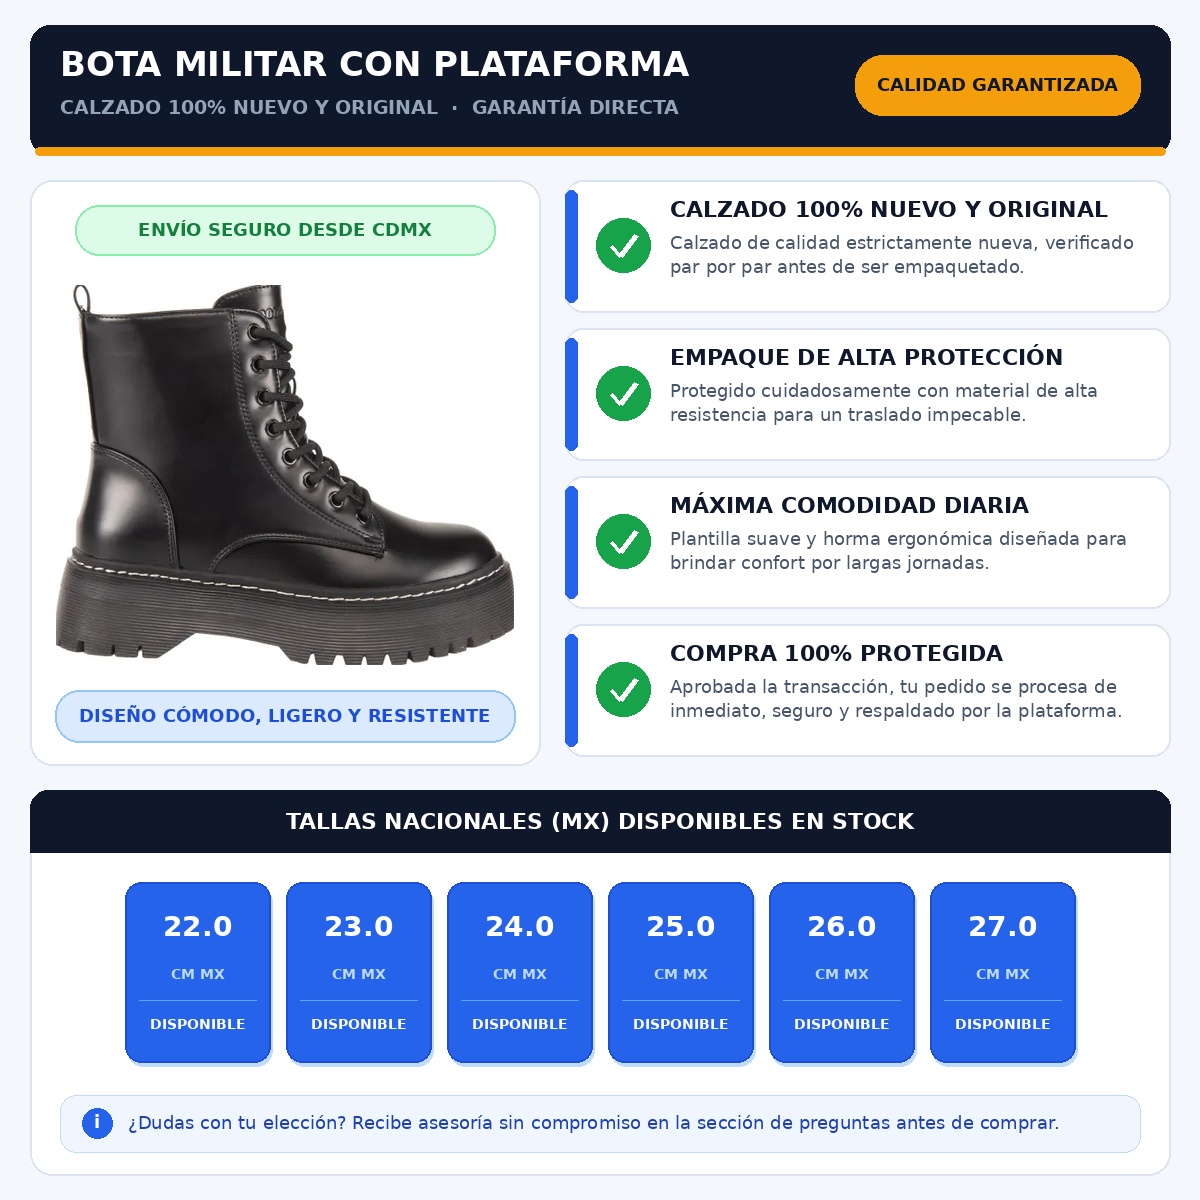 BOTA MILITAR CON PLATAFORMA
CALZADO 100% NUEVO Y ORIGINAL · GARANTÍA DIRECTA
CALIDAD GARANTIZADA
ENVÍO SEGURO DESDE CDMX
DISEÑO CÓMODO, LIGERO Y RESISTENTE
CALZADO 100% NUEVO Y ORIGINAL
Calzado de calidad estrictamente nueva, verificado
par por par antes de ser empaquetado.
EMPAQUE DE ALTA PROTECCIÓN
Protegido cuidadosamente con material de alta
resistencia para un traslado impecable.
MÁXIMA COMODIDAD DIARIA
Plantilla suave y horma ergonómica diseñada para
brindar confort por largas jornadas.
COMPRA 100% PROTEGIDA
Aprobada la transacción, tu pedido se procesa de
inmediato, seguro y respaldado por la plataforma.
TALLAS NACIONALES (MX) DISPONIBLES EN STOCK
22.0 23.0 24.0 25.0 26.0 27.0
CM MX CM MX CM MX CM MX CM MX CM MX
DISPONIBLE DISPONIBLE DISPONIBLE DISPONIBLE DISPONIBLE DISPONIBLE
i ¿Dudas con tu elección? Recibe asesoría sin compromiso en la sección de preguntas antes de comprar.